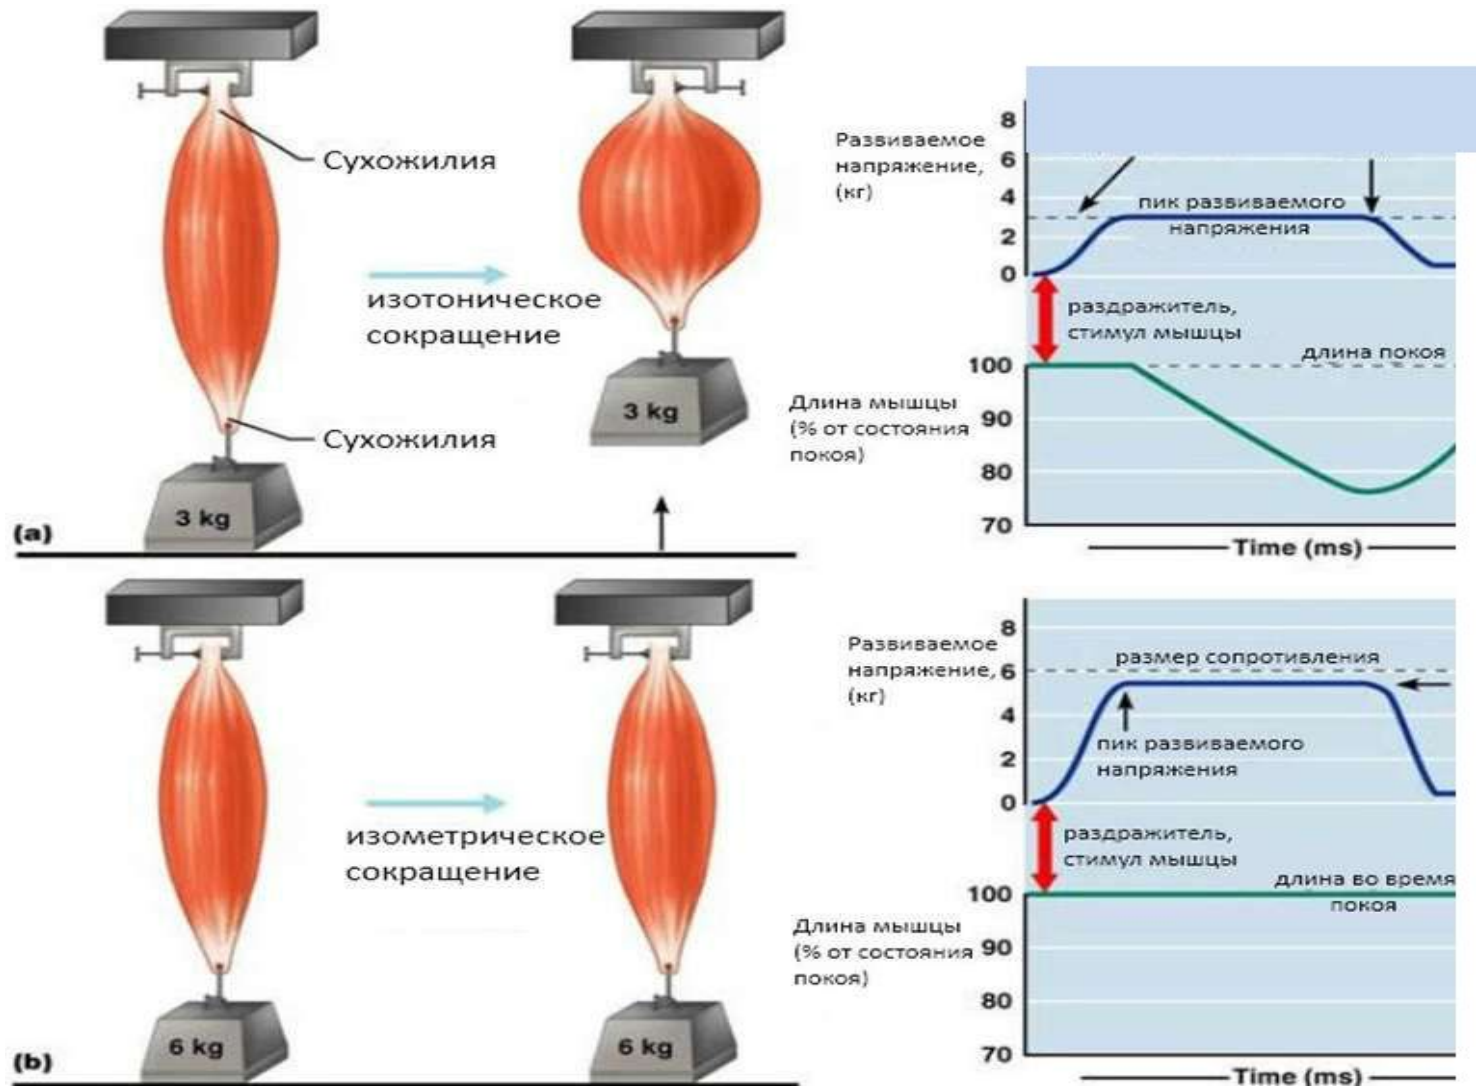 Сухожилия
изотоническое
сокращение
Сухожилия
3 kg
3 kg
(a)
8
6
4
2
0
Развиваемое
напряжение,
(кг)
пик развиваемого
напряжения
раздражитель,
стимул мышцы
длина покоя
100
90
80
70
Длина мышцы
(% от состояния
покоя)
Time (ms)
изометрическое
сокращение
6 kg
6 kg
(b)
8
6
4
2
0
Развиваемое
напряжение,
(кг)
размер сопротивления
пик развиваемого
напряжения
раздражитель,
стимул мышцы
длина во время
покоя
100
90
80
70
Длина мышцы
(% от состояния
покоя)
Time (ms)